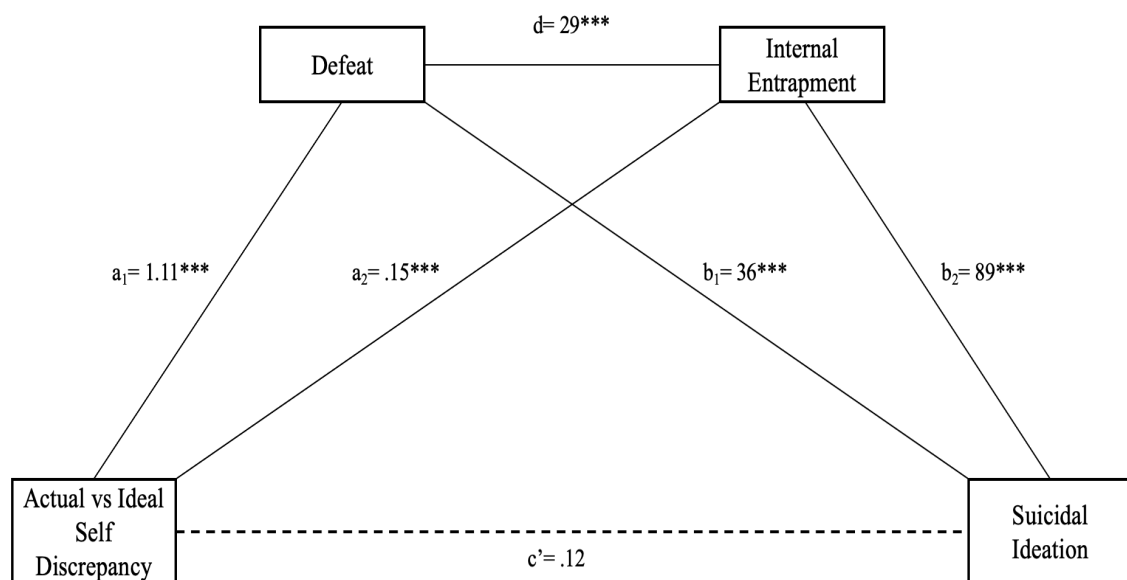 d= 29***
Defeat
Internal
Entrapment
a₁= 1.11***
a₂= .15***
b₁= 36***
b₂= 89***
Actual vs Ideal
Self
Discrepancy
Suicidal
Ideation
c’= .12